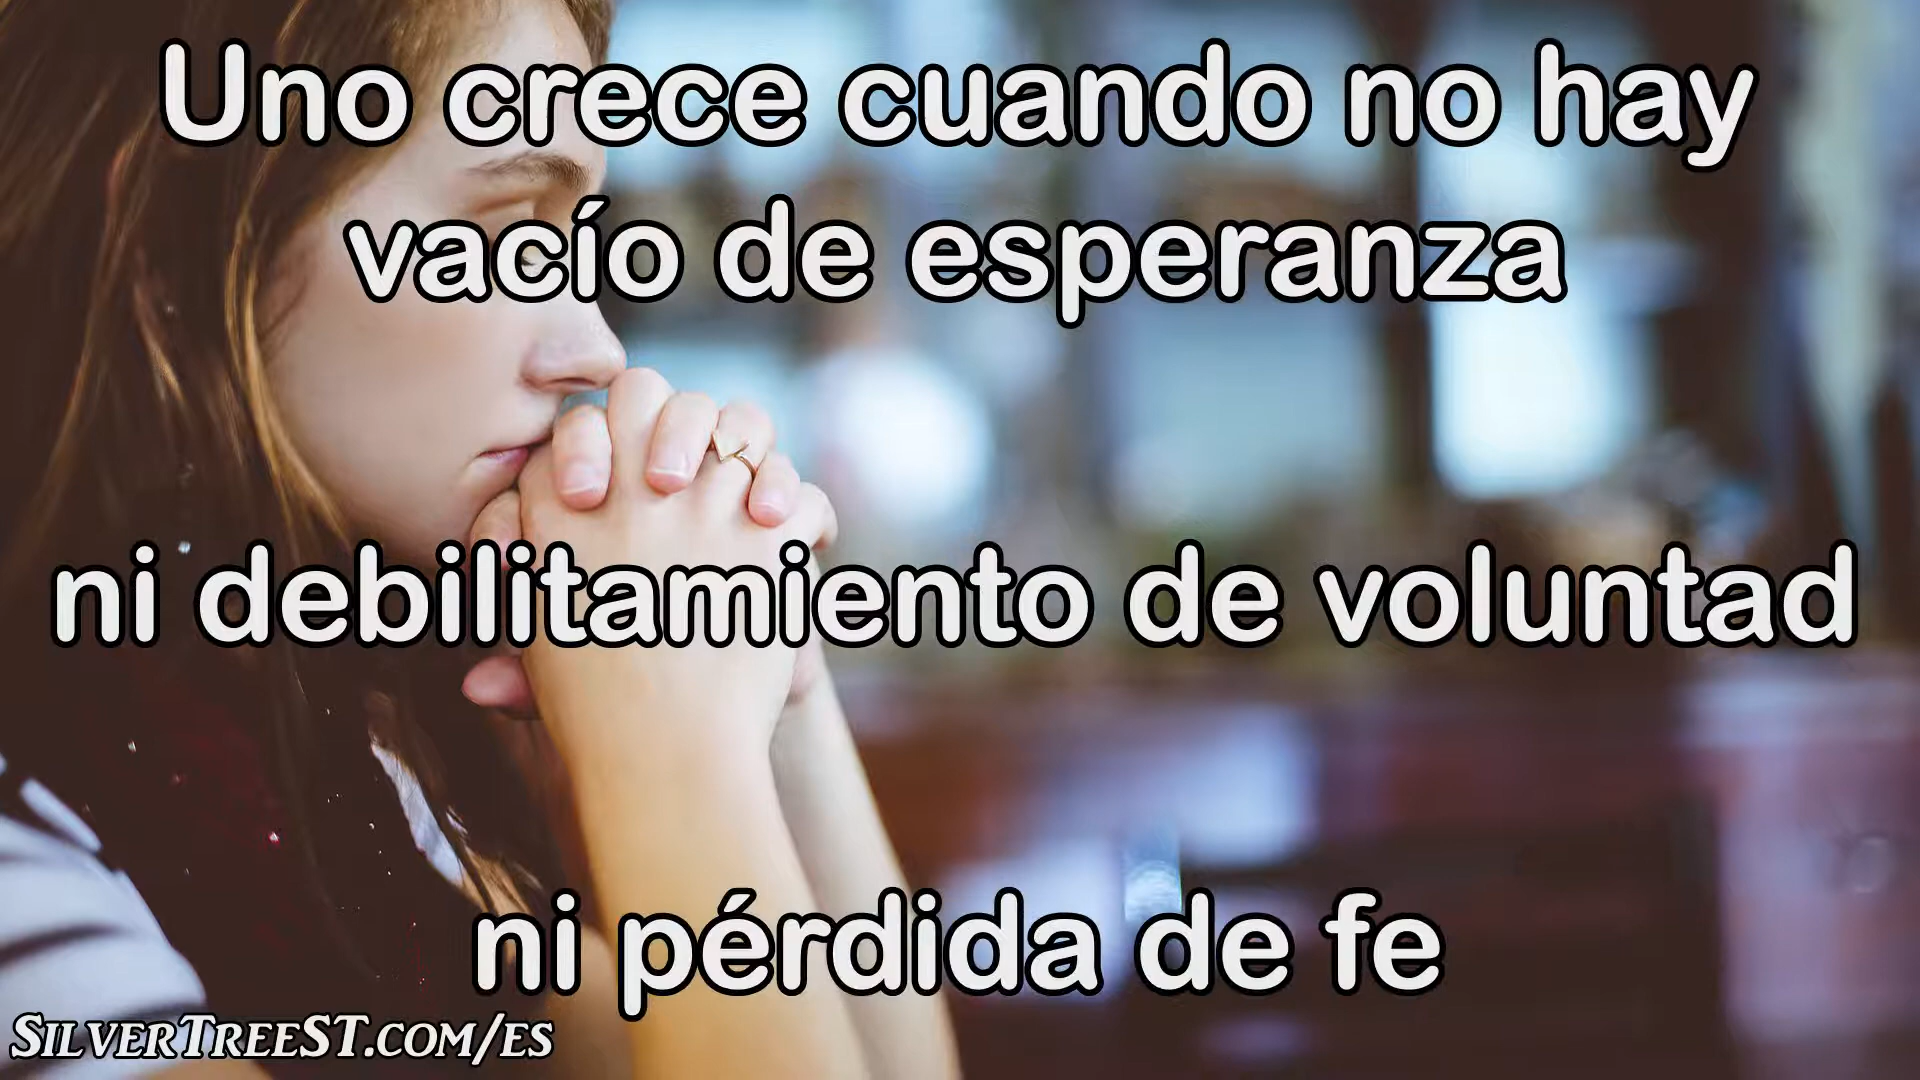 Uno crece cuando no hay
vacío de esperanza
ni debilitamiento de voluntad
ni pérdida de fe
SilverTreeST.com/es